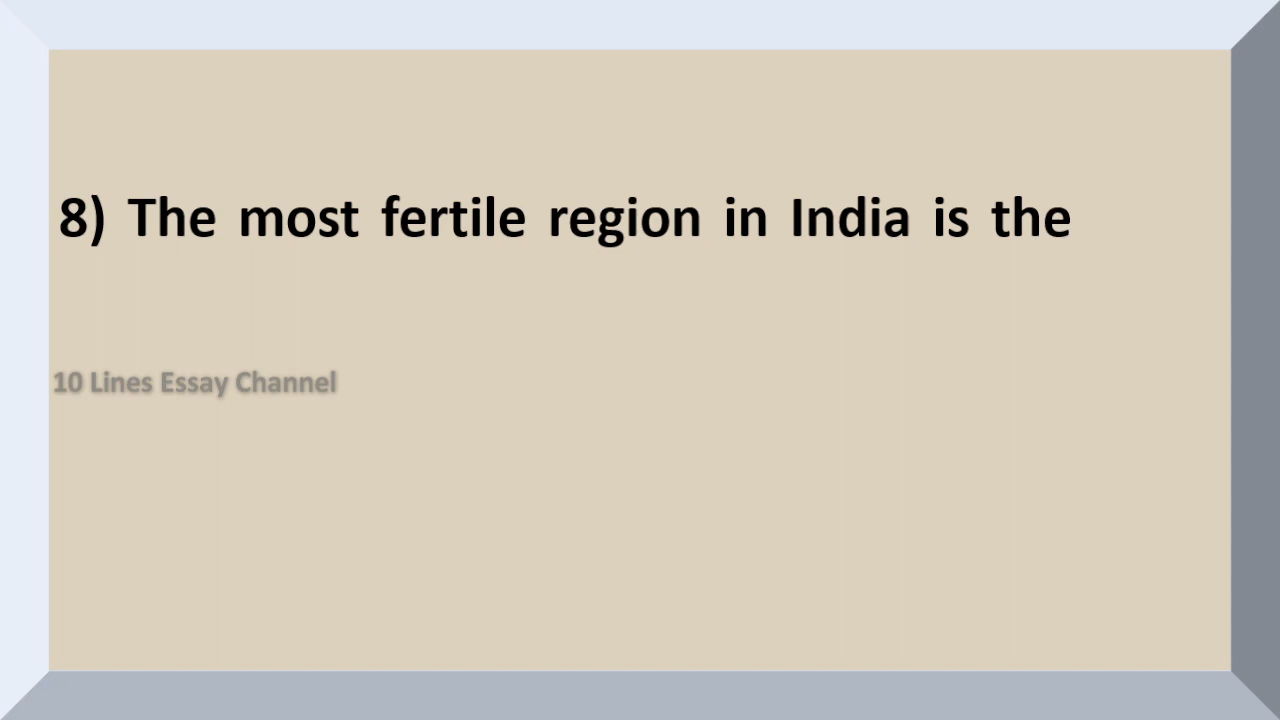 8) The most fertile region in India is the
10 Lines Essay Channel